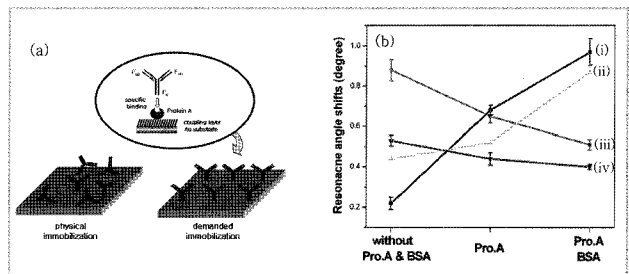 (a)
Fab
Fab
Fc
specific
binding
Protein A
coupling layer
Au substrate
physical
immobilization
demanded
immobilization
(b)
Resonacne angle shifts (degree)
1.0
0.8
0.6
0.4
0.2
(i)
(ii)
(iii)
(iv)
without
Pro.A & BSA
Pro.A
Pro.A
BSA